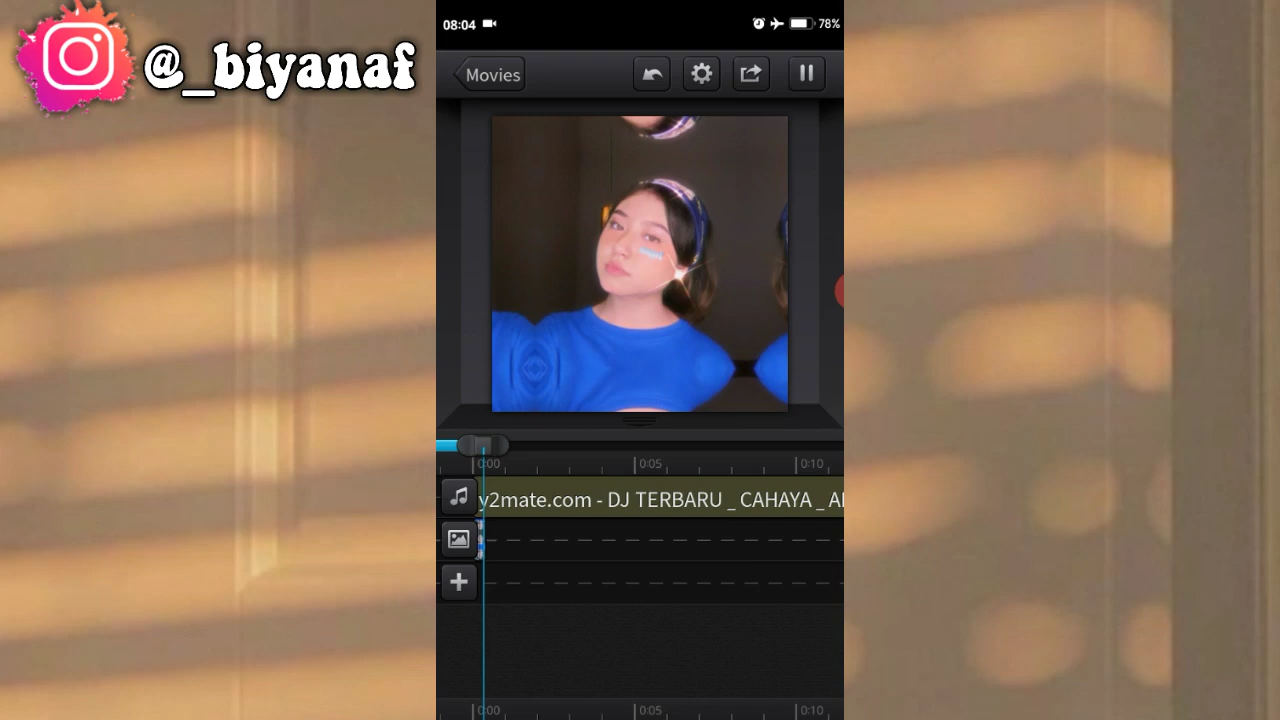 @_biyanaf
08:04
78%
Movies
0:00
0:05
0:10
y2mate.com - DJ TERBARU _ CAHAYA _
0:00
0:05
0:10